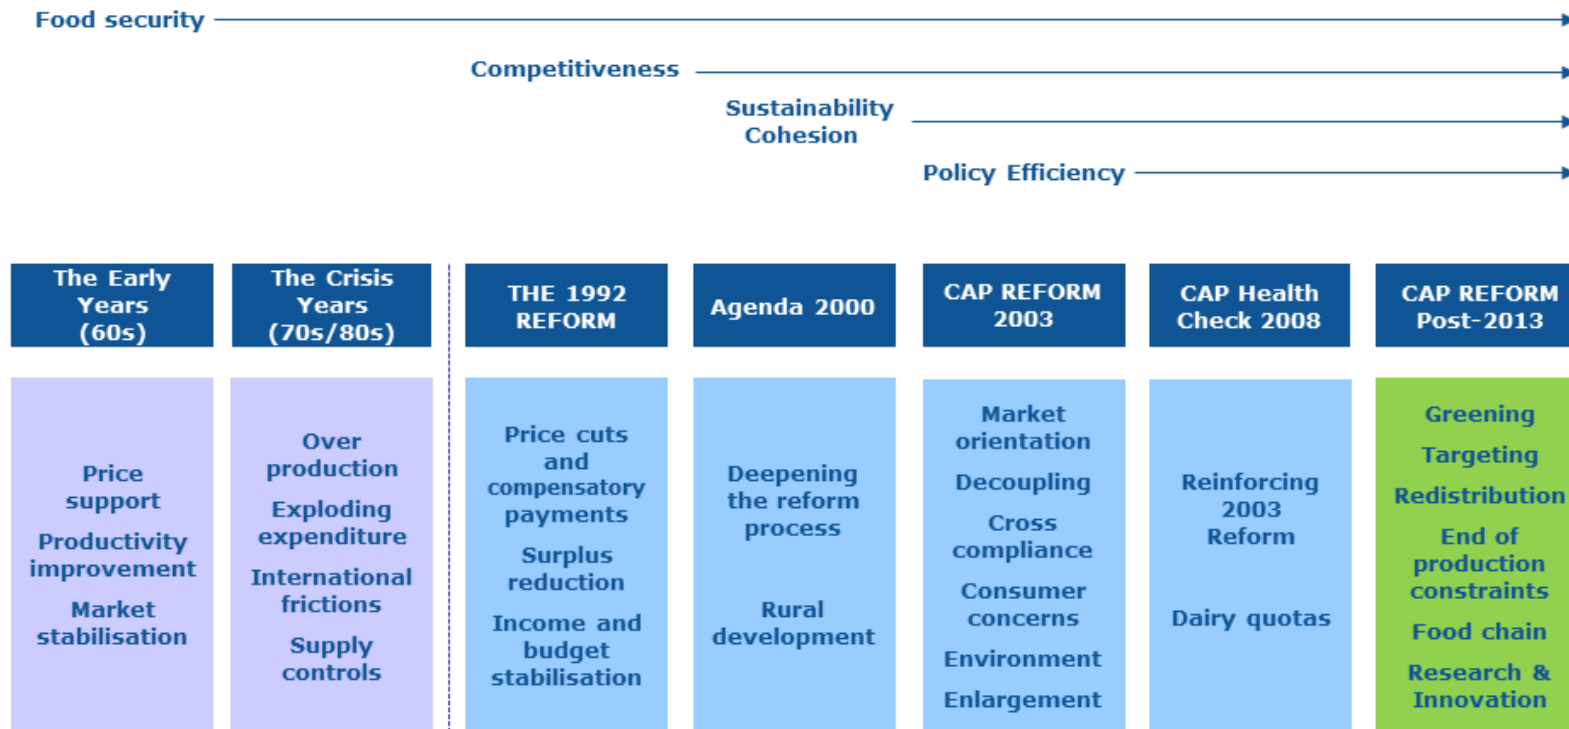 Food security
Competitiveness
Sustainability
Cohesion
Policy Efficiency
The Early
Years
(60s)
The Crisis
Years
(70s/80s)
THE 1992
REFORM
Agenda 2000
CAP REFORM
2003
CAP Health
Check 2008
CAP REFORM
Post-2013
Price
support
Productivity
improvement
Market
stabilisation
Over
production
Exploding
expenditure
International
frictions
Supply
controls
Price cuts
and
compensatory
payments
Surplus
reduction
Income and
budget
stabilisation
Deepening
the reform
process
Rural
development
Market
orientation
Decoupling
Cross
compliance
Consumer
concerns
Environment
Enlargement
Reinforcing
2003
Reform
Dairy quotas
Greening
Targeting
Redistribution
End of
production
constraints
Food chain
Research &
Innovation